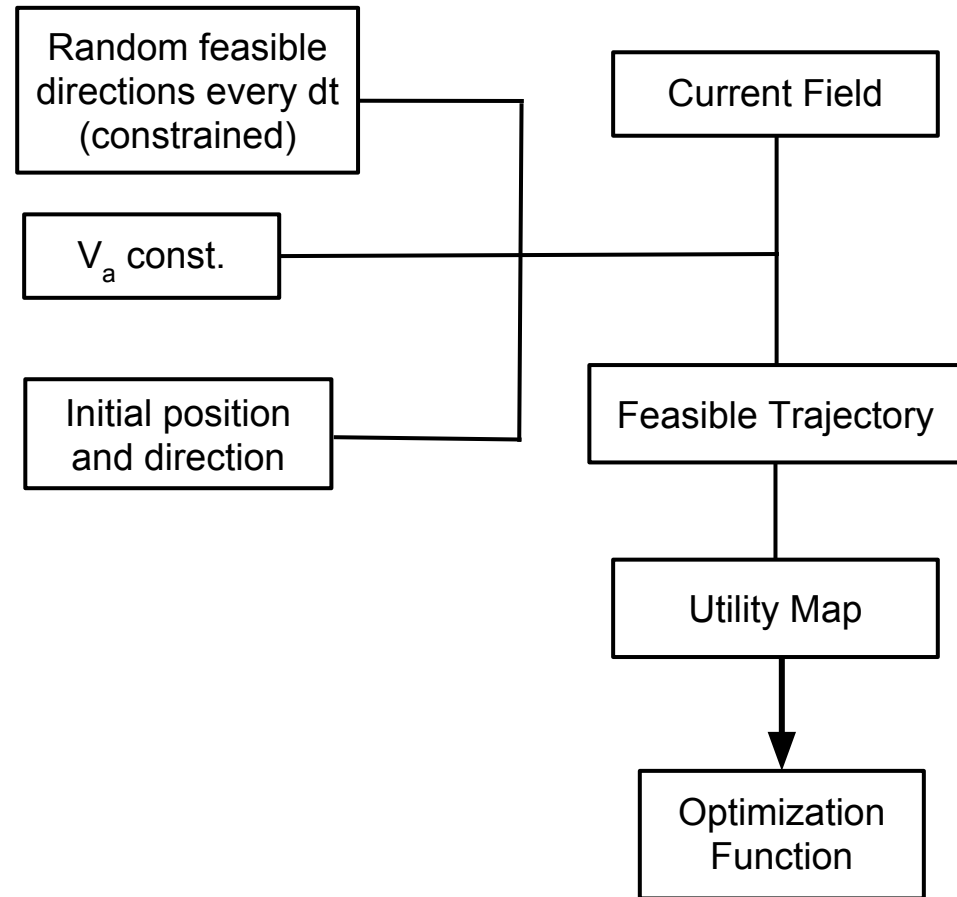 Random feasible
directions every dt
(constrained)
Current Field
Vₐ const.
Initial position
and direction
Feasible Trajectory
Utility Map
Optimization
Function